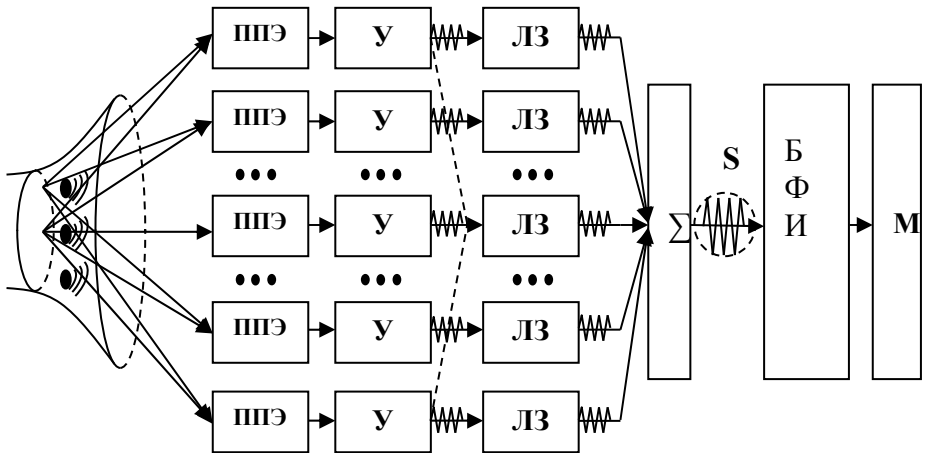 ППЭ У ЛЗ
ППЭ У ЛЗ
••• ••• •••
ППЭ У ЛЗ
••• ••• •••
ППЭ У ЛЗ
ППЭ У ЛЗ
∑
S
Б
Ф
И
М